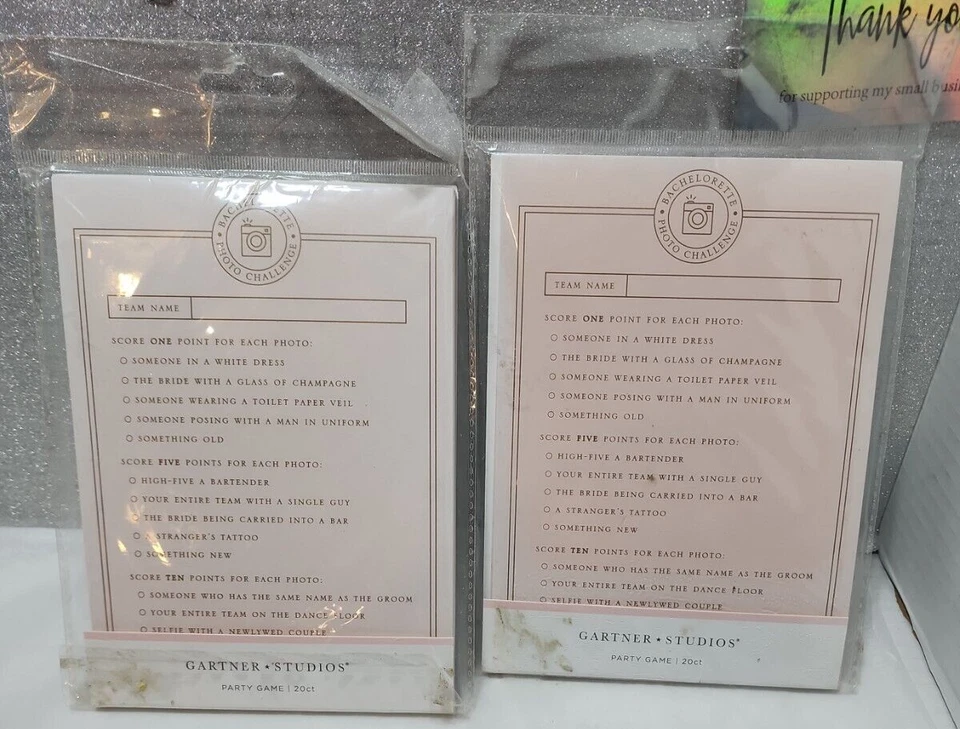 Thank yo
for supporting my small busi
BACHELORETTE
PHOTO CHALLENGE
TEAM NAME
SCORE ONE POINT FOR EACH PHOTO:
SOMEONE IN A WHITE DRESS
THE BRIDE WITH A GLASS OF CHAMPAGNE
SOMEONE WEARING A TOILET PAPER VEIL
SOMEONE POSING WITH A MAN IN UNIFORM
SOMETHING OLD
SCORE FIVE POINTS FOR EACH PHOTO:
HIGH-FIVE A BARTENDER
YOUR ENTIRE TEAM WITH A SINGLE GUY
THE BRIDE BEING CARRIED INTO A BAR
A STRANGER'S TATTOO
SOMETHING NEW
SCORE TEN POINTS FOR EACH PHOTO:
SOMEONE WHO HAS THE SAME NAME AS THE GROOM
YOUR ENTIRE TEAM ON THE DANCE FLOOR
SELFIE WITH A NEWLYWED COUPLE
GARTNER★STUDIOS®
PARTY GAME | 20ct
BACHELORETTE
PHOTO CHALLENGE
TEAM NAME
SCORE ONE POINT FOR EACH PHOTO:
SOMEONE IN A WHITE DRESS
THE BRIDE WITH A GLASS OF CHAMPAGNE
SOMEONE WEARING A TOILET PAPER VEIL
SOMEONE POSING WITH A MAN IN UNIFORM
SOMETHING OLD
SCORE FIVE POINTS FOR EACH PHOTO:
HIGH-FIVE A BARTENDER
YOUR ENTIRE TEAM WITH A SINGLE GUY
THE BRIDE BEING CARRIED INTO A BAR
A STRANGER'S TATTOO
SOMETHING NEW
SCORE TEN POINTS FOR EACH PHOTO:
SOMEONE WHO HAS THE SAME NAME AS THE GROOM
YOUR ENTIRE TEAM ON THE DANCE FLOOR
SELFIE WITH A NEWLYWED COUPLE
GARTNER★STUDIOS®
PARTY GAME | 20ct